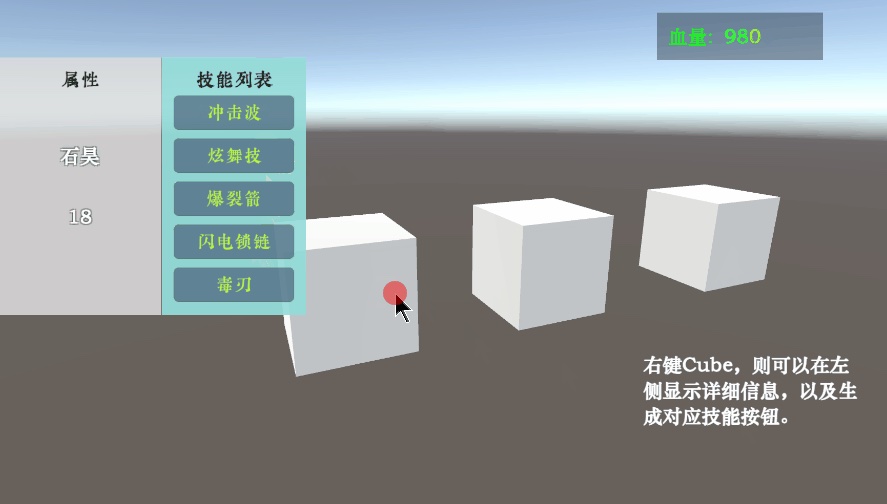 血量: 980
属性
石昊
18
技能列表
冲击波
炫舞技
爆裂箭
闪电锁链
毒刃
右键Cube，则可以在左
侧显示详细信息，以及生
成对应技能按钮。